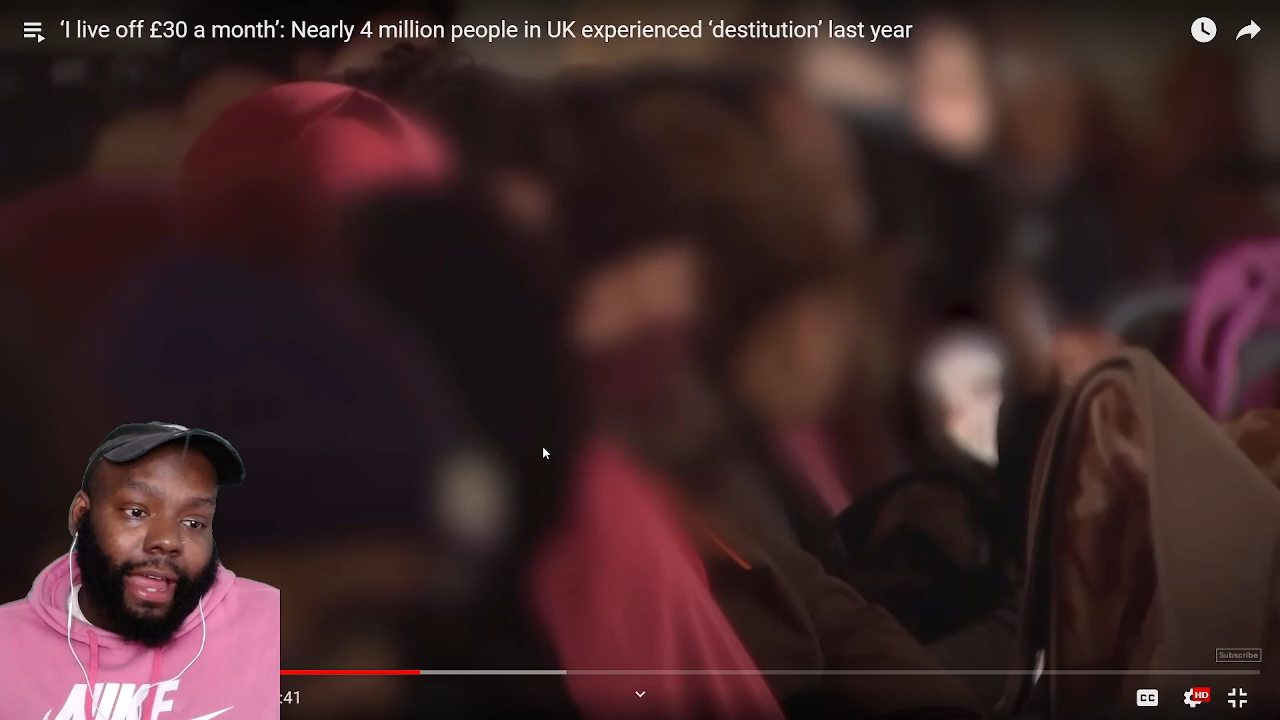 ‘I live off £30 a month’: Nearly 4 million people in UK experienced ‘destitution’ last year
Subscribe
:41
CC
HD
NIKE